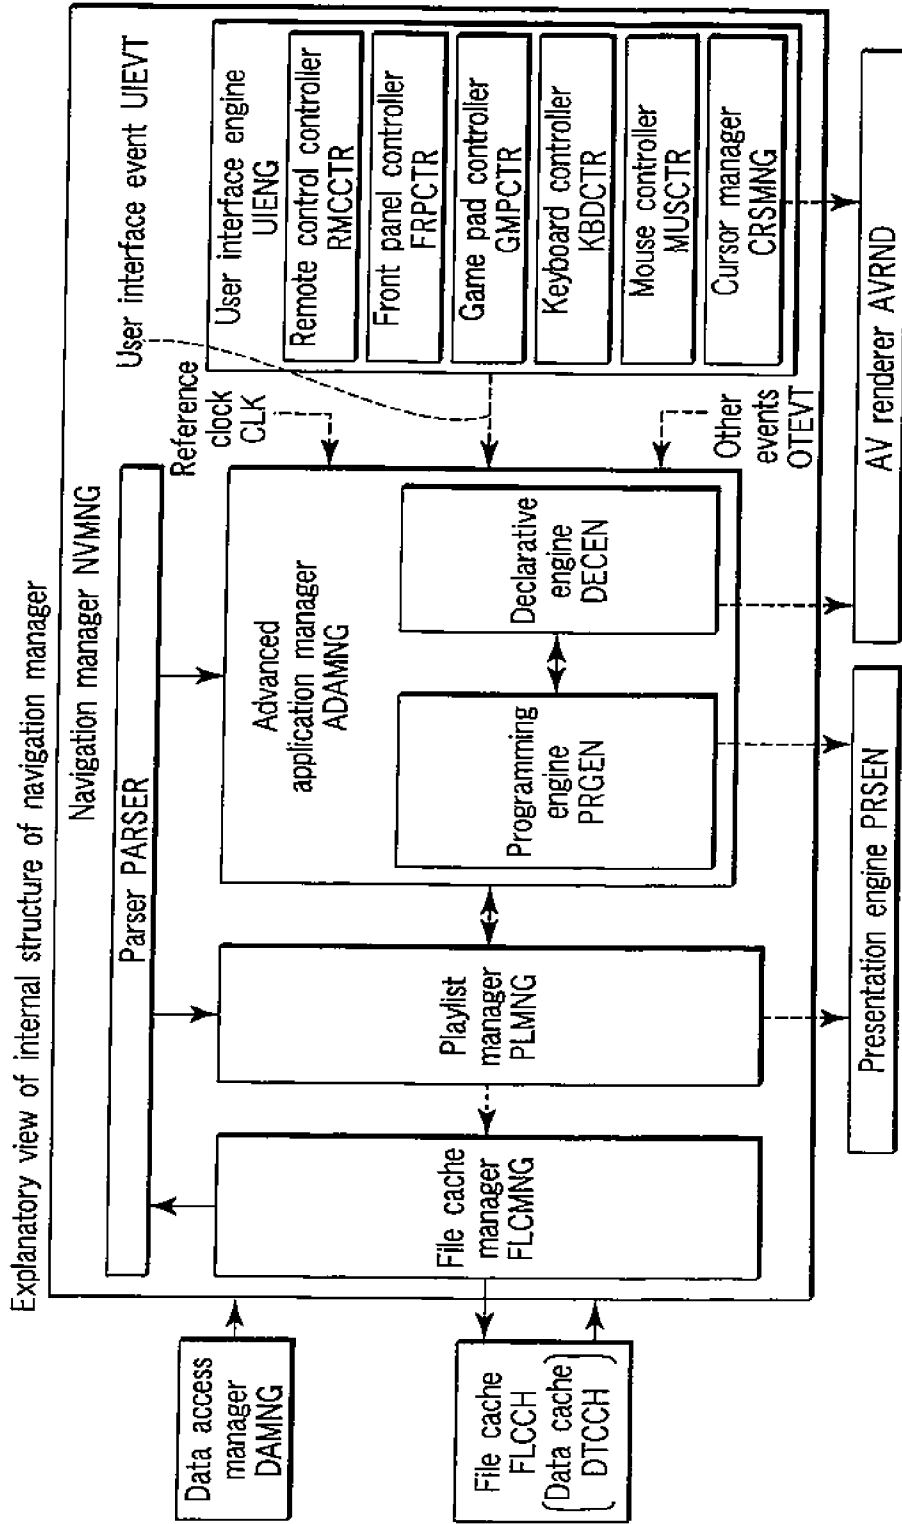 Explanatory view of internal structure of navigation manager
Navigation manager NVMNG
Parser PARSER
Data access
manager
DAMNG
File cache
FLCCH
(Data cache)
DTCCH
File cache
manager
FLCMNG
Playlist
manager
PLMNG
Advanced
application manager
ADAMNG
Programming
engine
PRGEN
Declarative
engine
DECEN
Reference
clock
CLK
User interface event UIEVT
Other
events
OTEVT
User interface engine
UIENG
Remote control controller
RMCCTR
Front panel controller
FRPCTR
Game pad controller
GMPCTR
Keyboard controller
KBDCTR
Mouse controller
MUSCTR
Cursor manager
CRSMNG
Presentation engine PRSEN
AV renderer AVRND